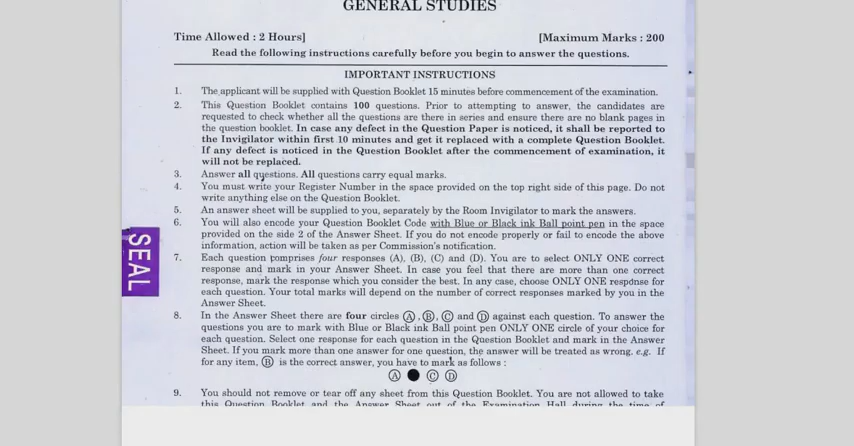 GENERAL STUDIES
Time Allowed : 2 Hours] [Maximum Marks : 200
Read the following instructions carefully before you begin to answer the questions.
IMPORTANT INSTRUCTIONS
1. The applicant will be supplied with Question Booklet 15 minutes before commencement of the examination.
2. This Question Booklet contains 100 questions. Prior to attempting to answer, the candidates are
requested to check whether all the questions are there in series and ensure there are no blank pages in
the question booklet. In case any defect in the Question Paper is noticed, it shall be reported to
the Invigilator within first 10 minutes and get it replaced with a complete Question Booklet.
If any defect is noticed in the Question Booklet after the commencement of examination, it
will not be replaced.
3. Answer all questions. All questions carry equal marks.
4. You must write your Register Number in the space provided on the top right side of this page. Do not
write anything else on the Question Booklet.
5. An answer sheet will be supplied to you, separately by the Room Invigilator to mark the answers.
6. You will also encode your Question Booklet Code with Blue or Black ink Ball point pen in the space
provided on the side 2 of the Answer Sheet. If you do not encode properly or fail to encode the above
information, action will be taken as per Commission's notification.
7. Each question comprises four responses (A), (B), (C) and (D). You are to select ONLY ONE correct
response and mark in your Answer Sheet. In case you feel that there are more than one correct
response, mark the response which you consider the best. In any case, choose ONLY ONE response for
each question. Your total marks will depend on the number of correct responses marked by you in the
Answer Sheet.
8. In the Answer Sheet there are four circles Ⓐ, Ⓑ, Ⓒ and Ⓓ against each question. To answer the
questions you are to mark with Blue or Black ink Ball point pen ONLY ONE circle of your choice for
each question. Select one response for each question in the Question Booklet and mark in the Answer
Sheet. If you mark more than one answer for one question, the answer will be treated as wrong. e.g. If
for any item, Ⓑ is the correct answer, you have to mark as follows :
Ⓐ ● Ⓒ Ⓓ
9. You should not remove or tear off any sheet from this Question Booklet. You are not allowed to take
this Question Booklet and the Answer Sheet out of the Examination Hall during the time of
SEAL